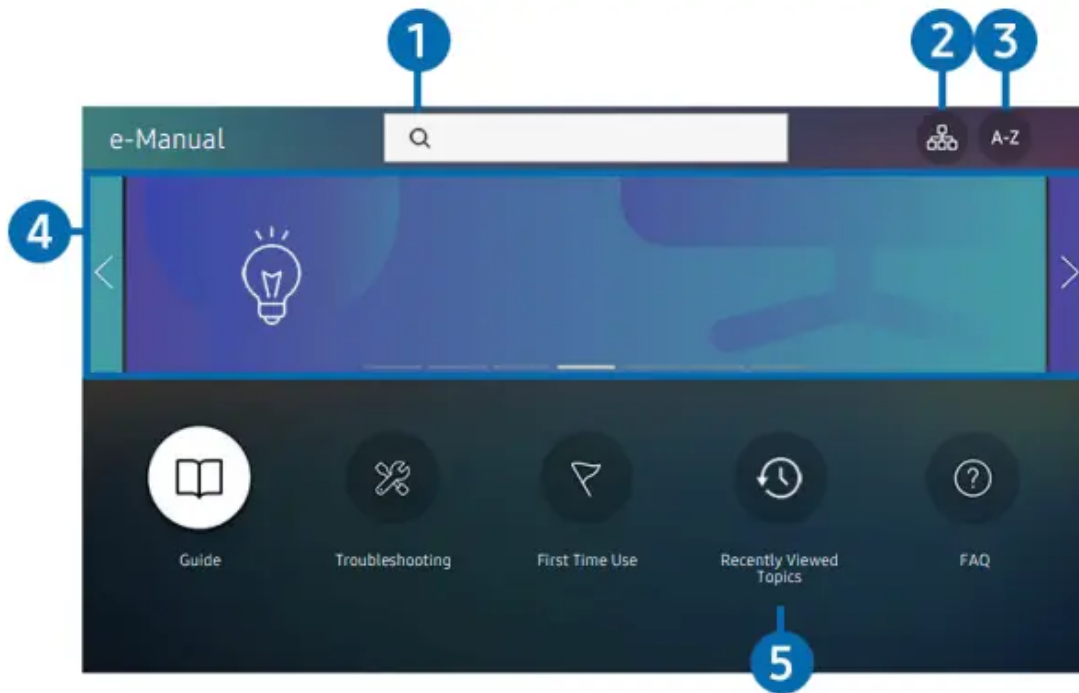 1
2
3
e-Manual
A-Z
4
Guide
Troubleshooting
First Time Use
Recently Viewed
Topics
FAQ
5